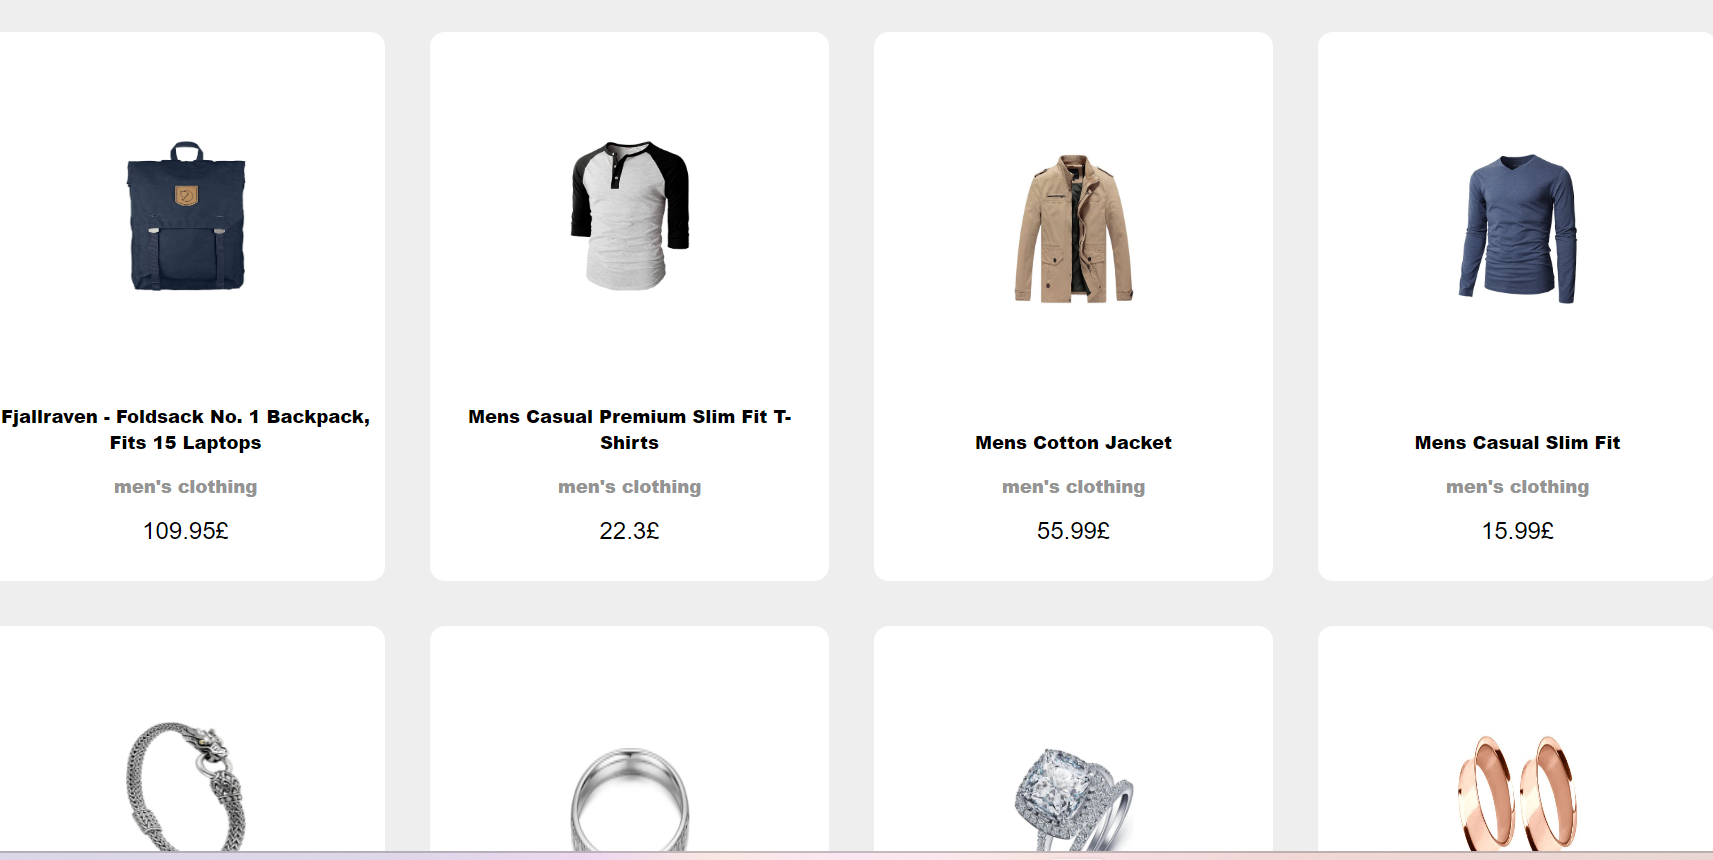 Fjallraven - Foldsack No. 1 Backpack,
Fits 15 Laptops
men's clothing
109.95£
Mens Casual Premium Slim Fit T-
Shirts
men's clothing
22.3£
Mens Cotton Jacket
men's clothing
55.99£
Mens Casual Slim Fit
men's clothing
15.99£